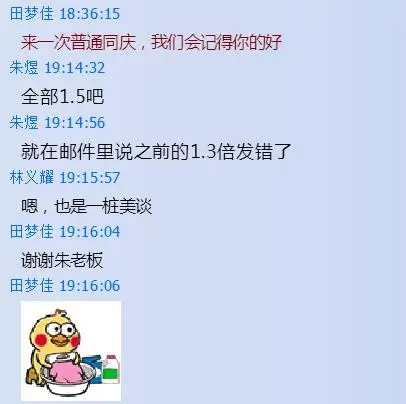 田梦佳 18:36:15
来一次普通同庆，我们会记得你的好
朱煜 19:14:32
全部1.5吧
朱煜 19:14:56
就在邮件里说之前的1.3倍发错了
林义耀 19:15:57
嗯，也是一桩美谈
田梦佳 19:16:04
谢谢朱老板
田梦佳 19:16:06